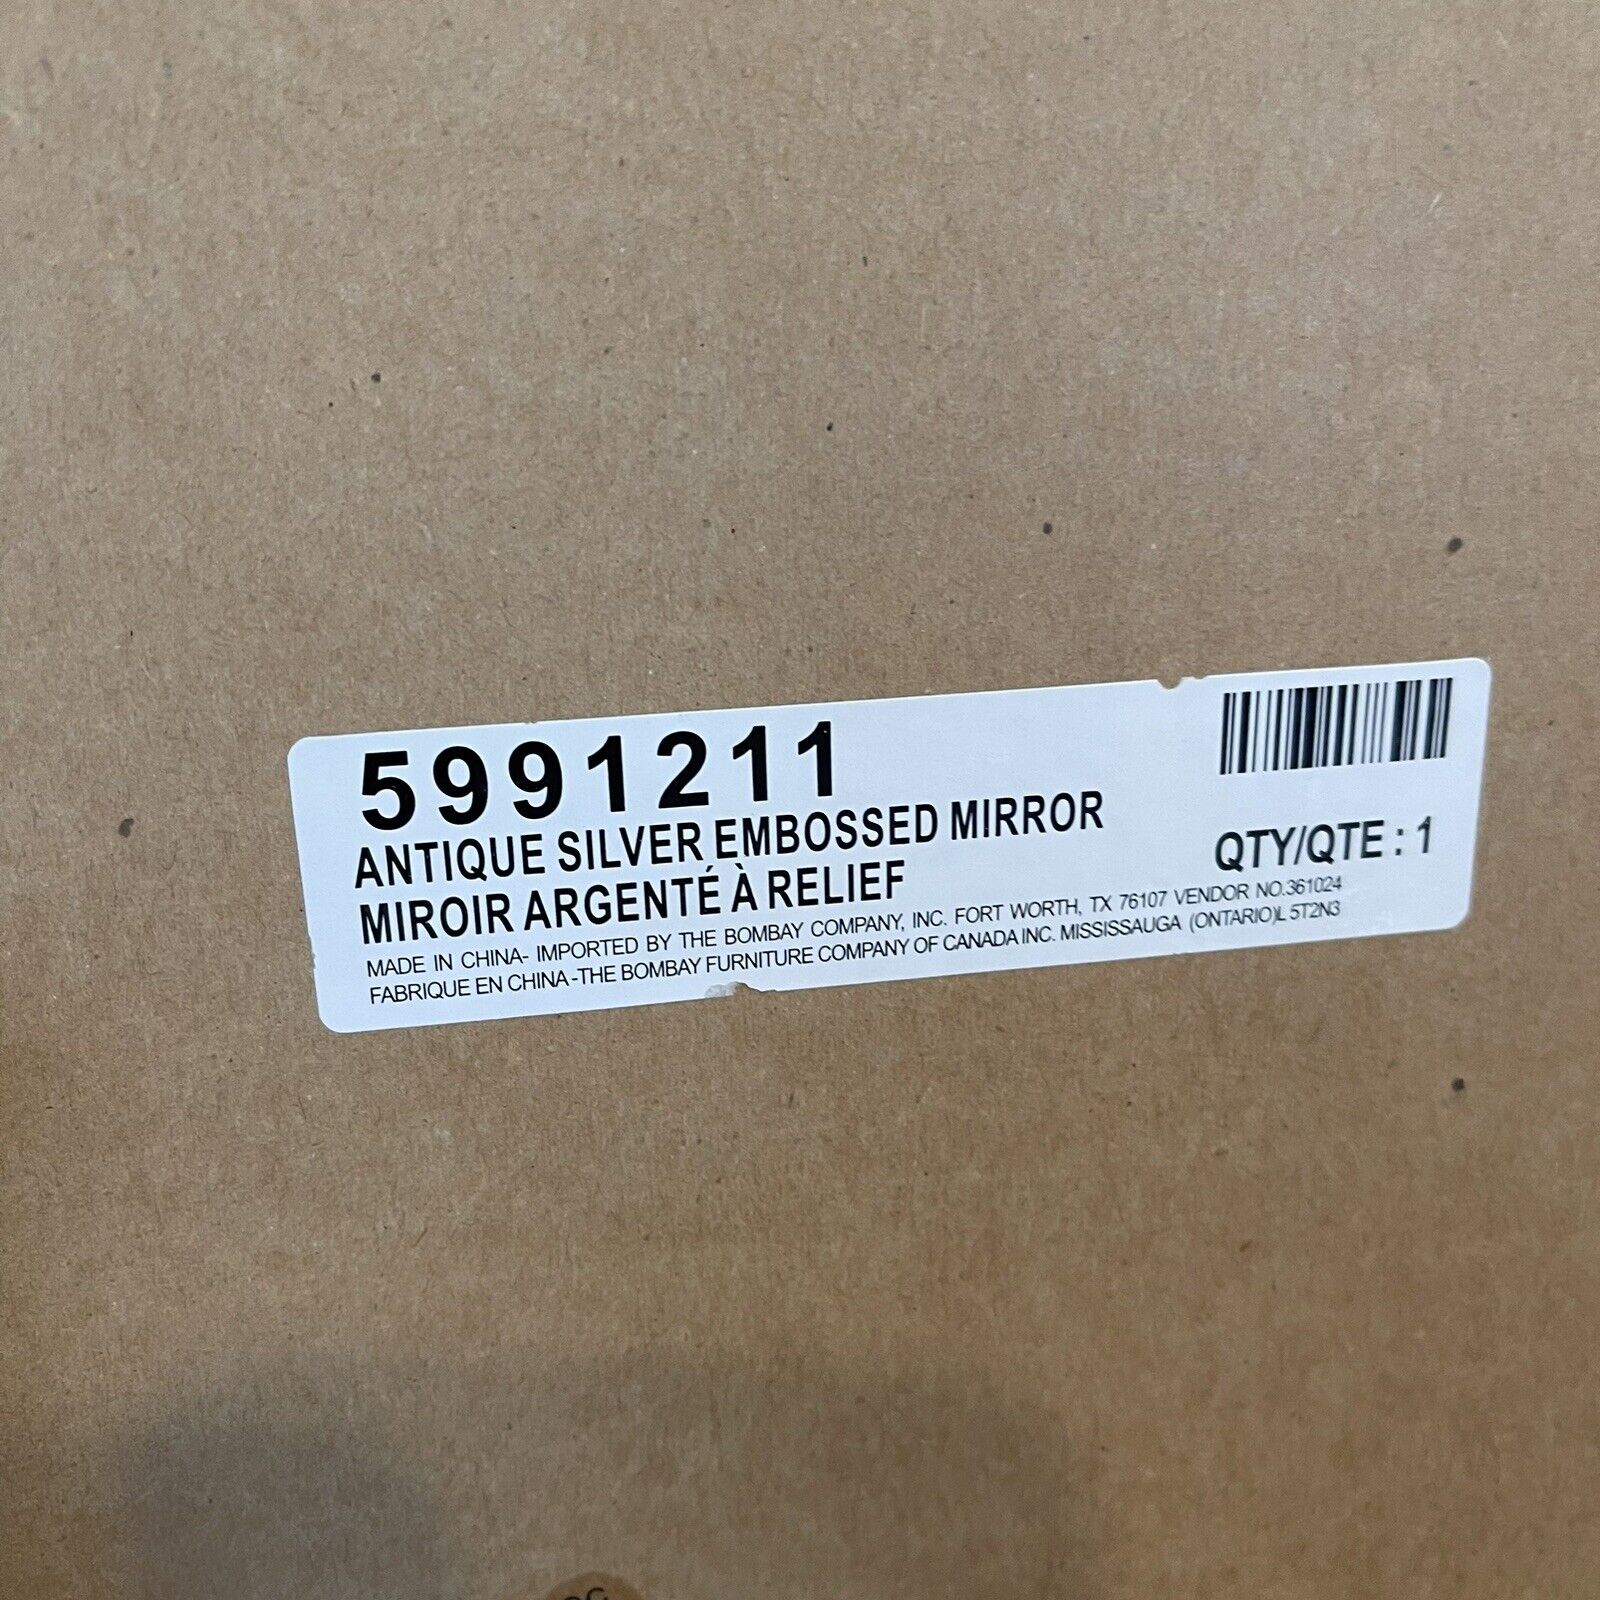 5991211
ANTIQUE SILVER EMBOSSED MIRROR
MIROIR ARGENTÉ À RELIEF
QTY/QTE : 1
MADE IN CHINA- IMPORTED BY THE BOMBAY COMPANY, INC. FORT WORTH, TX 76107 VENDOR NO.361024
FABRIQUE EN CHINA -THE BOMBAY FURNITURE COMPANY OF CANADA INC. MISSISSAUGA (ONTARIO)L 5T2N3